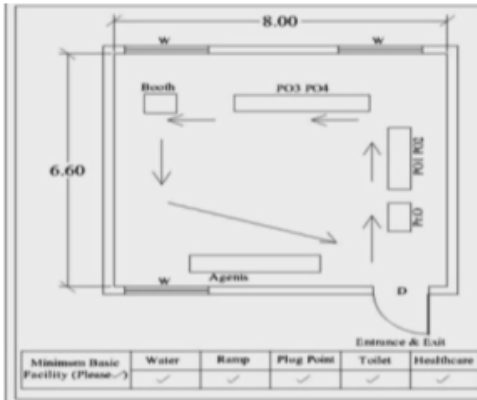 8.00
W W
Booth
PO3 PO4
6.60
PO1 PO2
PrO
Agents
W
D
Entrance & Exit
Minimum Basic Facility (Please ✓) Water Ramp Plug Point Toilet Healthcare
✓ ✓ ✓ ✓ ✓